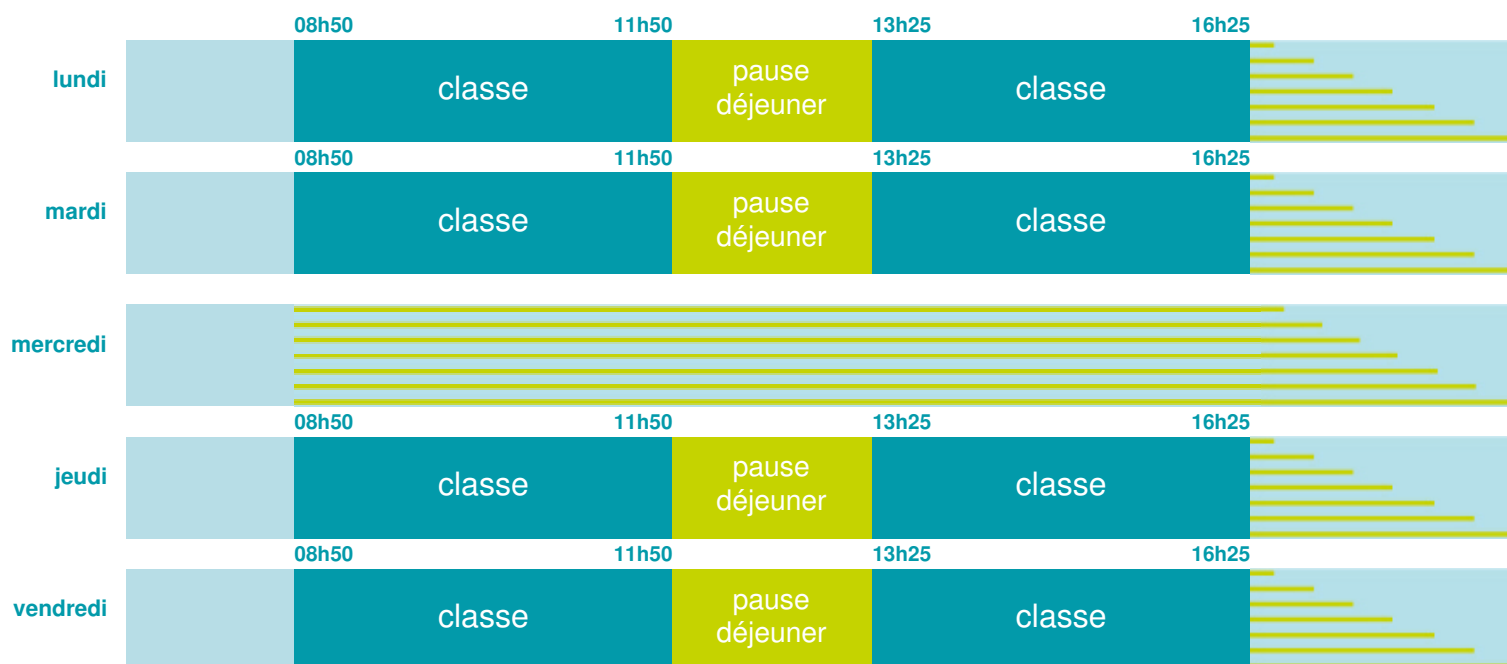 08h50 11h50 13h25 16h25
lundi classe pause déjeuner classe
08h50 11h50 13h25 16h25
mardi classe pause déjeuner classe
mercredi
08h50 11h50 13h25 16h25
jeudi classe pause déjeuner classe
08h50 11h50 13h25 16h25
vendredi classe pause déjeuner classe